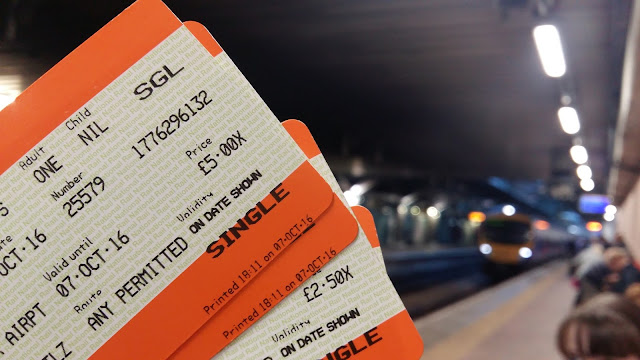 SGL
Adult Child
ONE NIL 1776296132
Number Price
25579 £5·00X
OCT·16
Valid until Validity
07·OCT·16 ON DATE SHOWN
Route
AIRPT ANY PERMITTED SINGLE
Printed 18:11 on 07-OCT-16
Printed 18:11 on 07-OCT
£2·50X
Validity
ON DATE SHOWN
SINGLE